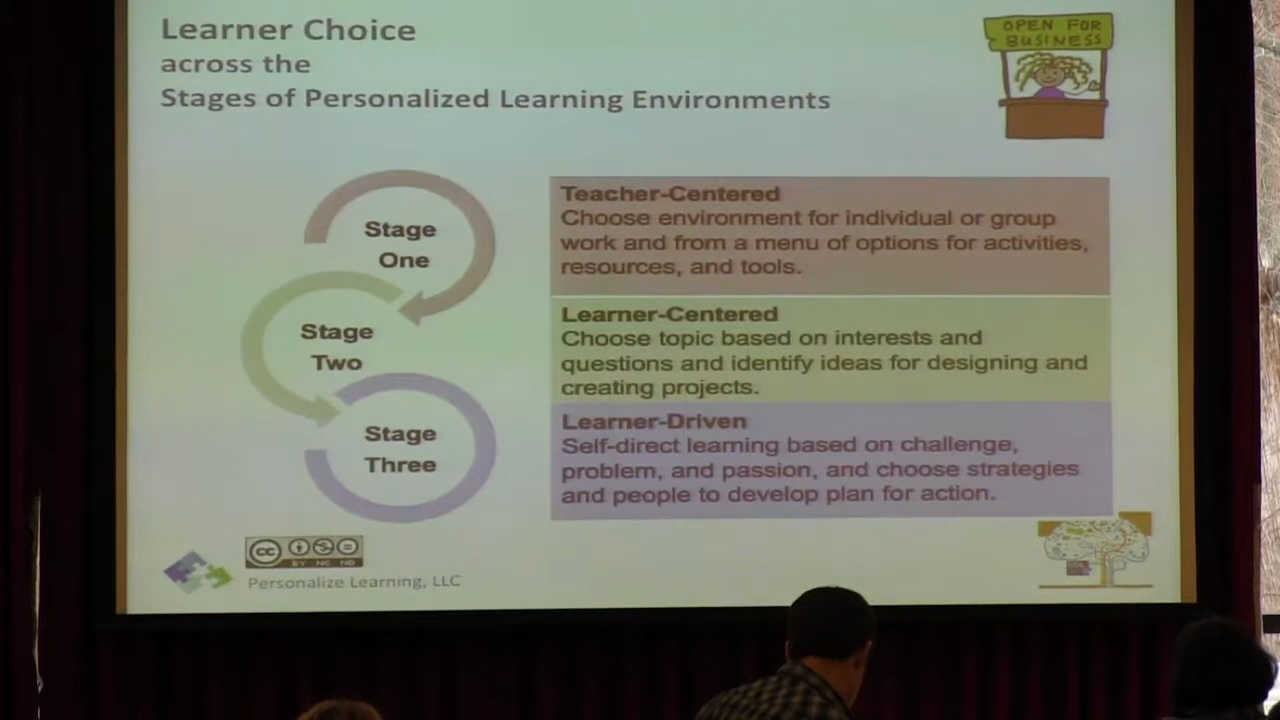 Learner Choice
across the
Stages of Personalized Learning Environments
OPEN FOR
BUSINESS
Stage
One
Teacher-Centered
Choose environment for individual or group
work and from a menu of options for activities,
resources, and tools.
Stage
Two
Learner-Centered
Choose topic based on interests and
questions and identify ideas for designing and
creating projects.
Stage
Three
Learner-Driven
Self-direct learning based on challenge,
problem, and passion, and choose strategies
and people to develop plan for action.
cc
BY NC ND
Personalize Learning, LLC